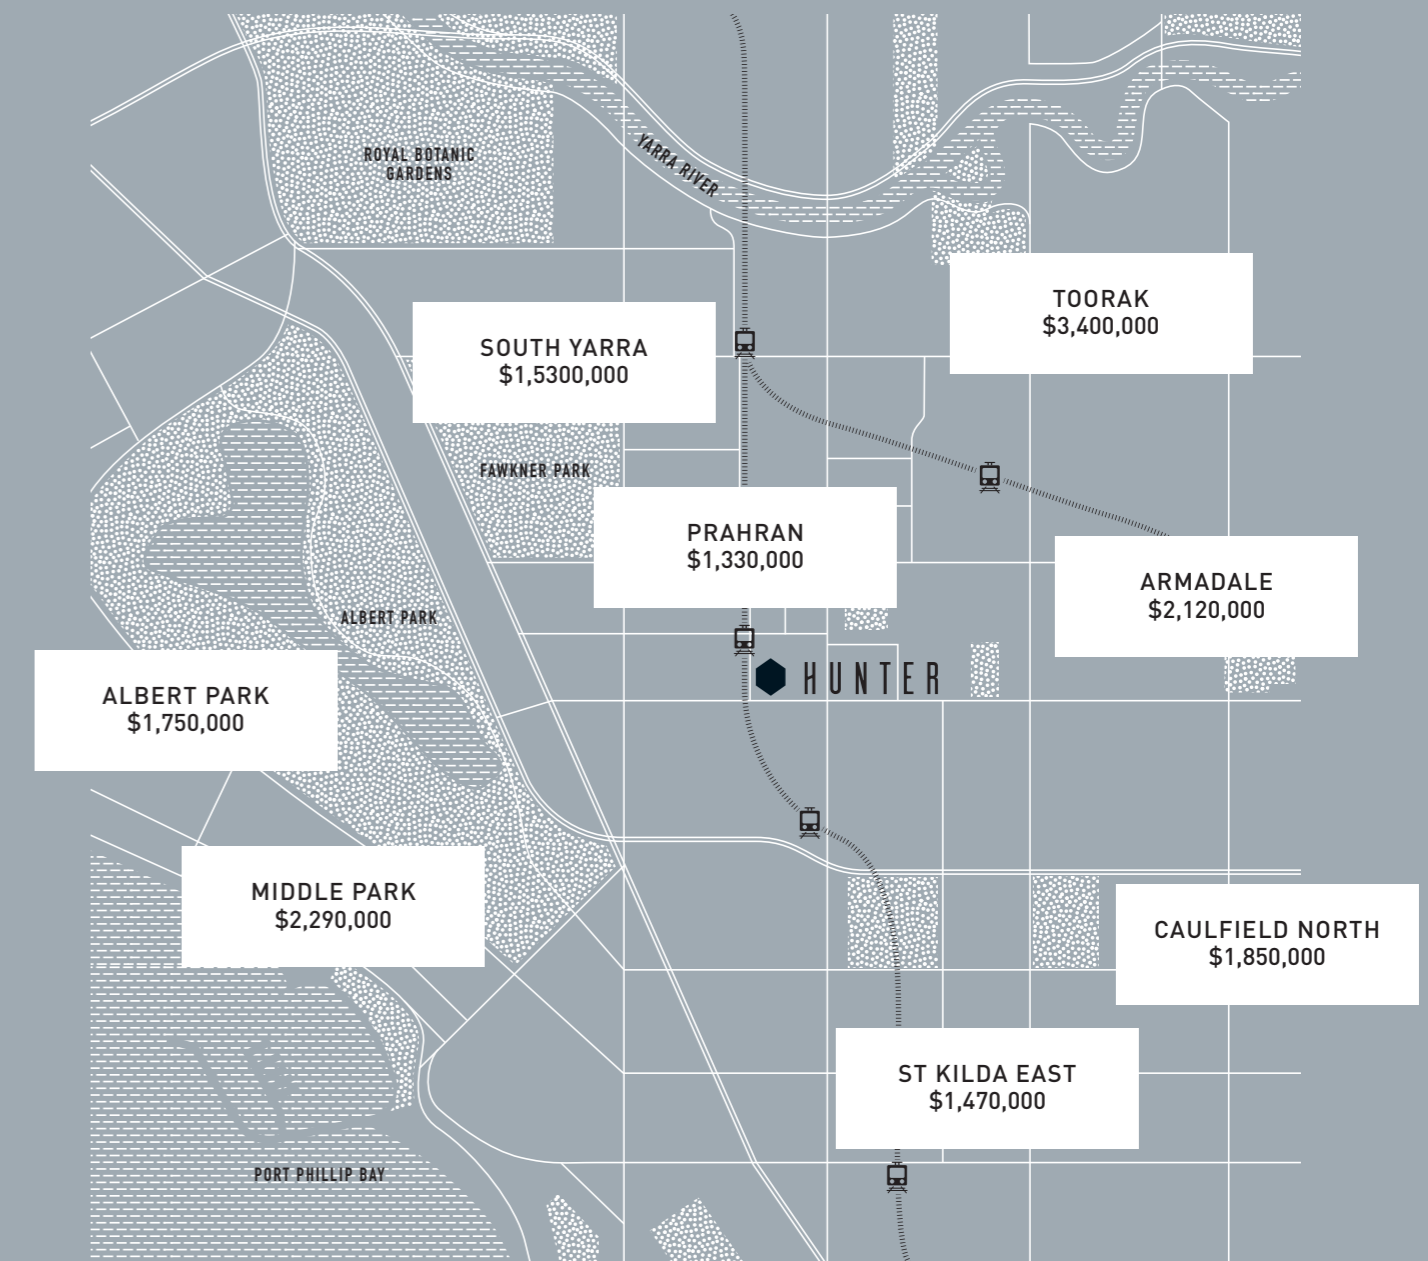 ROYAL BOTANIC
GARDENS
YARRA RIVER
TOORAK
$3,400,000
SOUTH YARRA
$1,5300,000
FAWKNER PARK
PRAHRAN
$1,330,000
ARMADALE
$2,120,000
ALBERT PARK
HUNTER
ALBERT PARK
$1,750,000
MIDDLE PARK
$2,290,000
CAULFIELD NORTH
$1,850,000
ST KILDA EAST
$1,470,000
PORT PHILLIP BAY